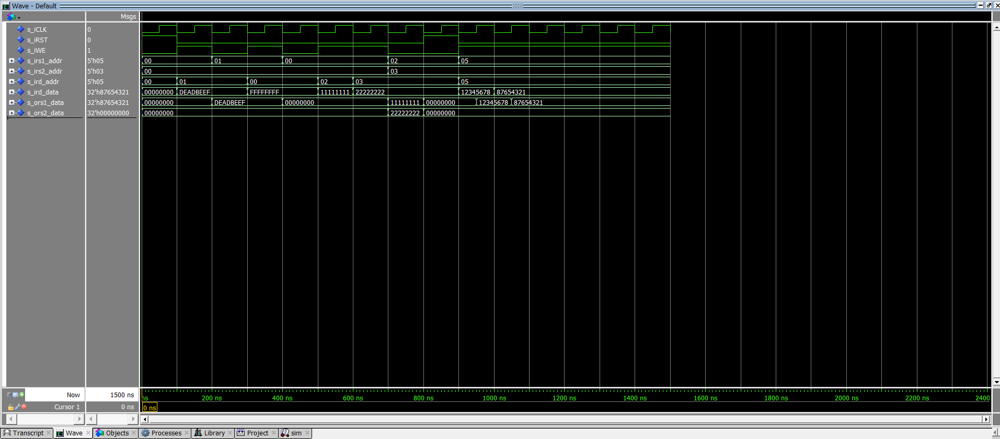 Wave - Default
Msgs
s_iCLK 0
s_iRST 0
s_iWE 1
s_irs1_addr 5'h05 00 01 00 02 05
s_irs2_addr 5'h03 00 03
s_ird_addr 5'h05 00 01 00 02 03 05
s_ird_data 32'h87654321 00000000 DEADBEEF FFFFFFFF 11111111 22222222 12345678 87654321
s_ors1_data 32'h87654321 00000000 DEADBEEF 00000000 11111111 00000000 12345678 87654321
s_ors2_data 32'h00000000 00000000 22222222 00000000
Now 1500 ns ns 200 ns 400 ns 600 ns 800 ns 1000 ns 1200 ns 1400 ns 1600 ns 1800 ns 2000 ns 2200 ns 2400
Cursor 1 0 ns 0 ns
Transcript Wave Objects Processes Library Project sim